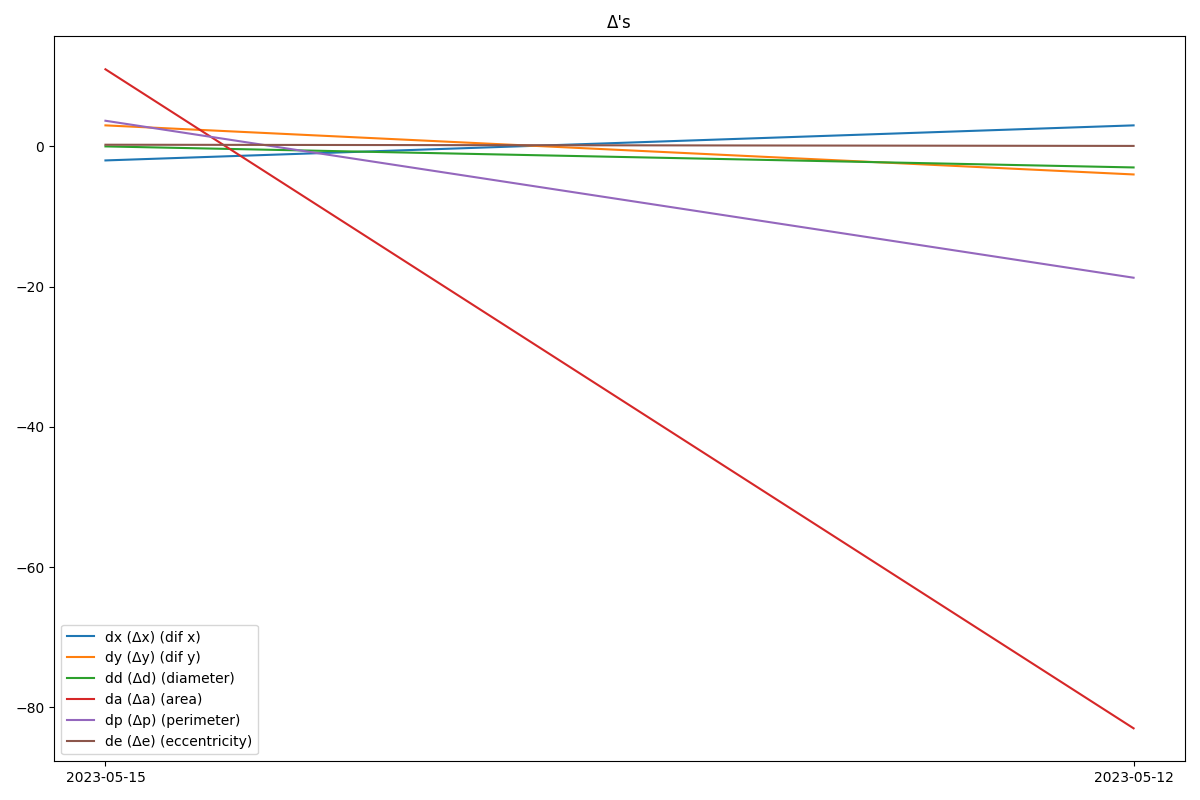 Δ's
0
−20
−40
−60
−80
dx (Δx) (dif x)
dy (Δy) (dif y)
dd (Δd) (diameter)
da (Δa) (area)
dp (Δp) (perimeter)
de (Δe) (eccentricity)
2023-05-15
2023-05-12